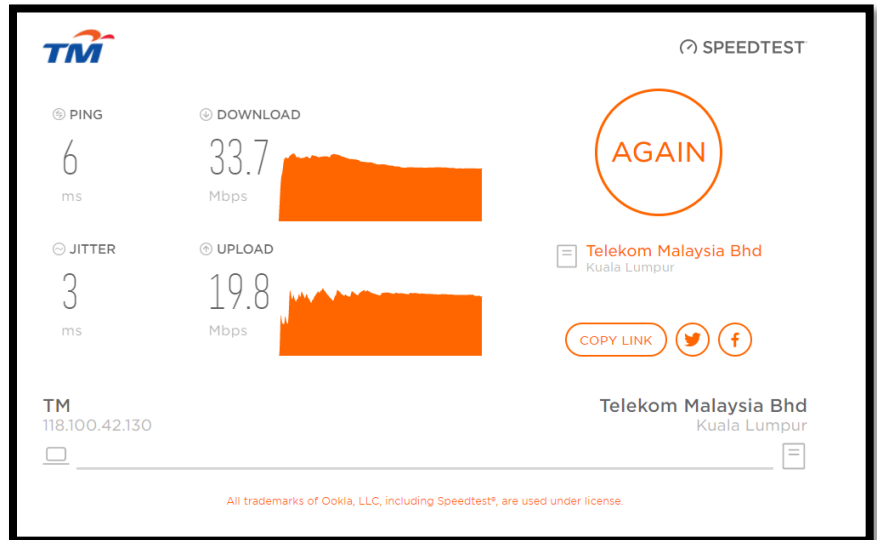 TM
SPEEDTEST
PING
DOWNLOAD
6
33.7
ms
Mbps
AGAIN
JITTER
UPLOAD
3
19.8
ms
Mbps
Telekom Malaysia Bhd
Kuala Lumpur
COPY LINK
TM
118.100.42.130
Telekom Malaysia Bhd
Kuala Lumpur
All trademarks of Ookla, LLC, including Speedtest®, are used under license.